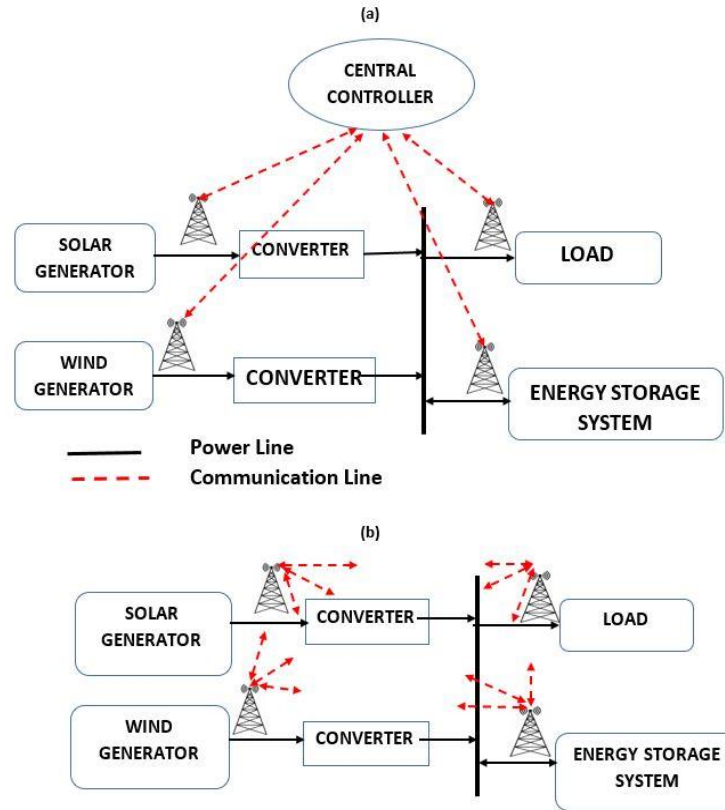 (a)
CENTRAL
CONTROLLER
SOLAR
GENERATOR
CONVERTER
LOAD
WIND
GENERATOR
CONVERTER
ENERGY STORAGE
SYSTEM
Power Line
Communication Line
(b)
SOLAR
GENERATOR
CONVERTER
LOAD
WIND
GENERATOR
CONVERTER
ENERGY STORAGE
SYSTEM